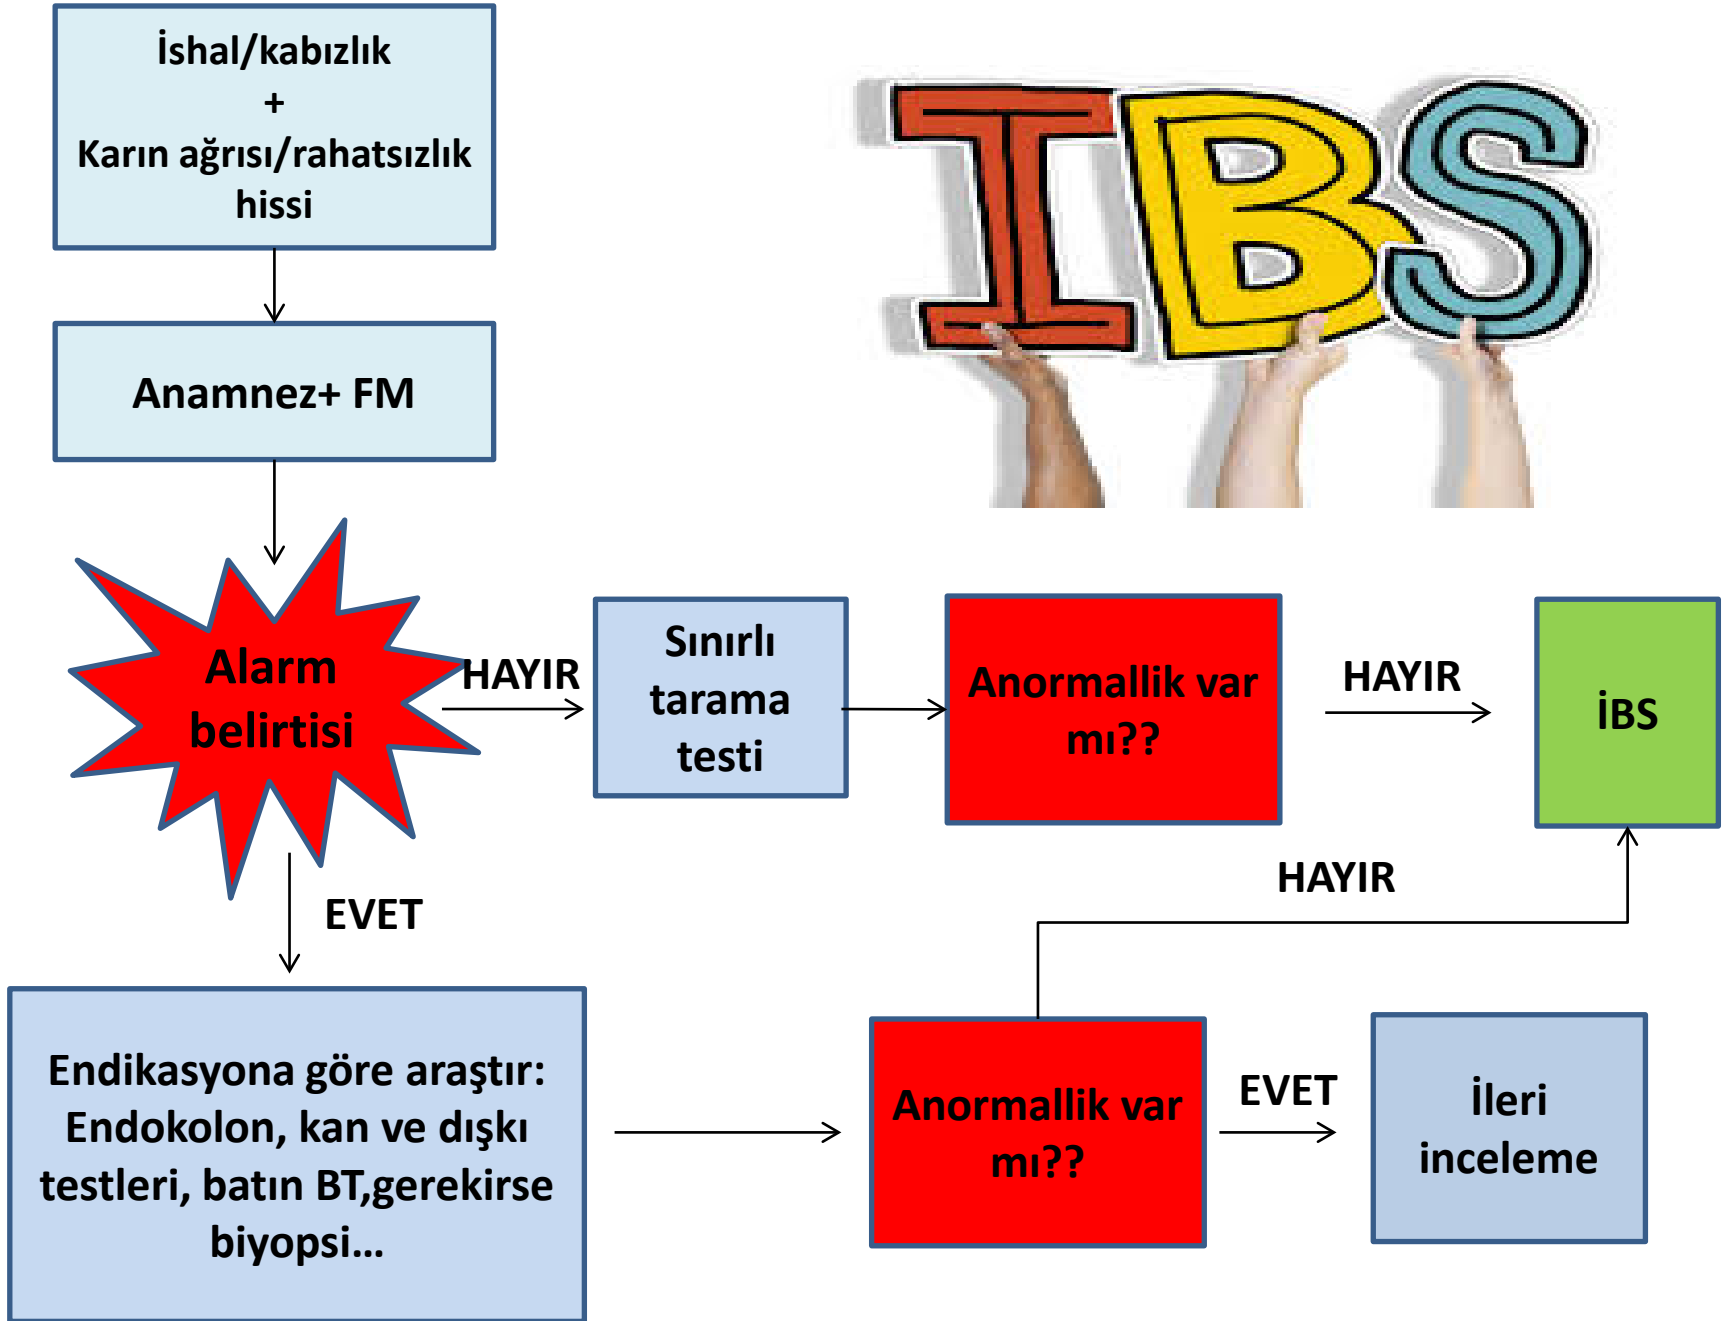 İshal/kabızlık
+
Karın ağrısı/rahatsızlık
hissi
IBS
Anamnez+ FM
Alarm
belirtisi
HAYIR
Sınırlı
tarama
testi
Anormallik var
mı??
HAYIR
İBS
EVET
HAYIR
Endikasyona göre araştır:
Endokolon, kan ve dışkı
testleri, batın BT,gerekirse
biyopsi...
Anormallik var
mı??
EVET
İleri
inceleme